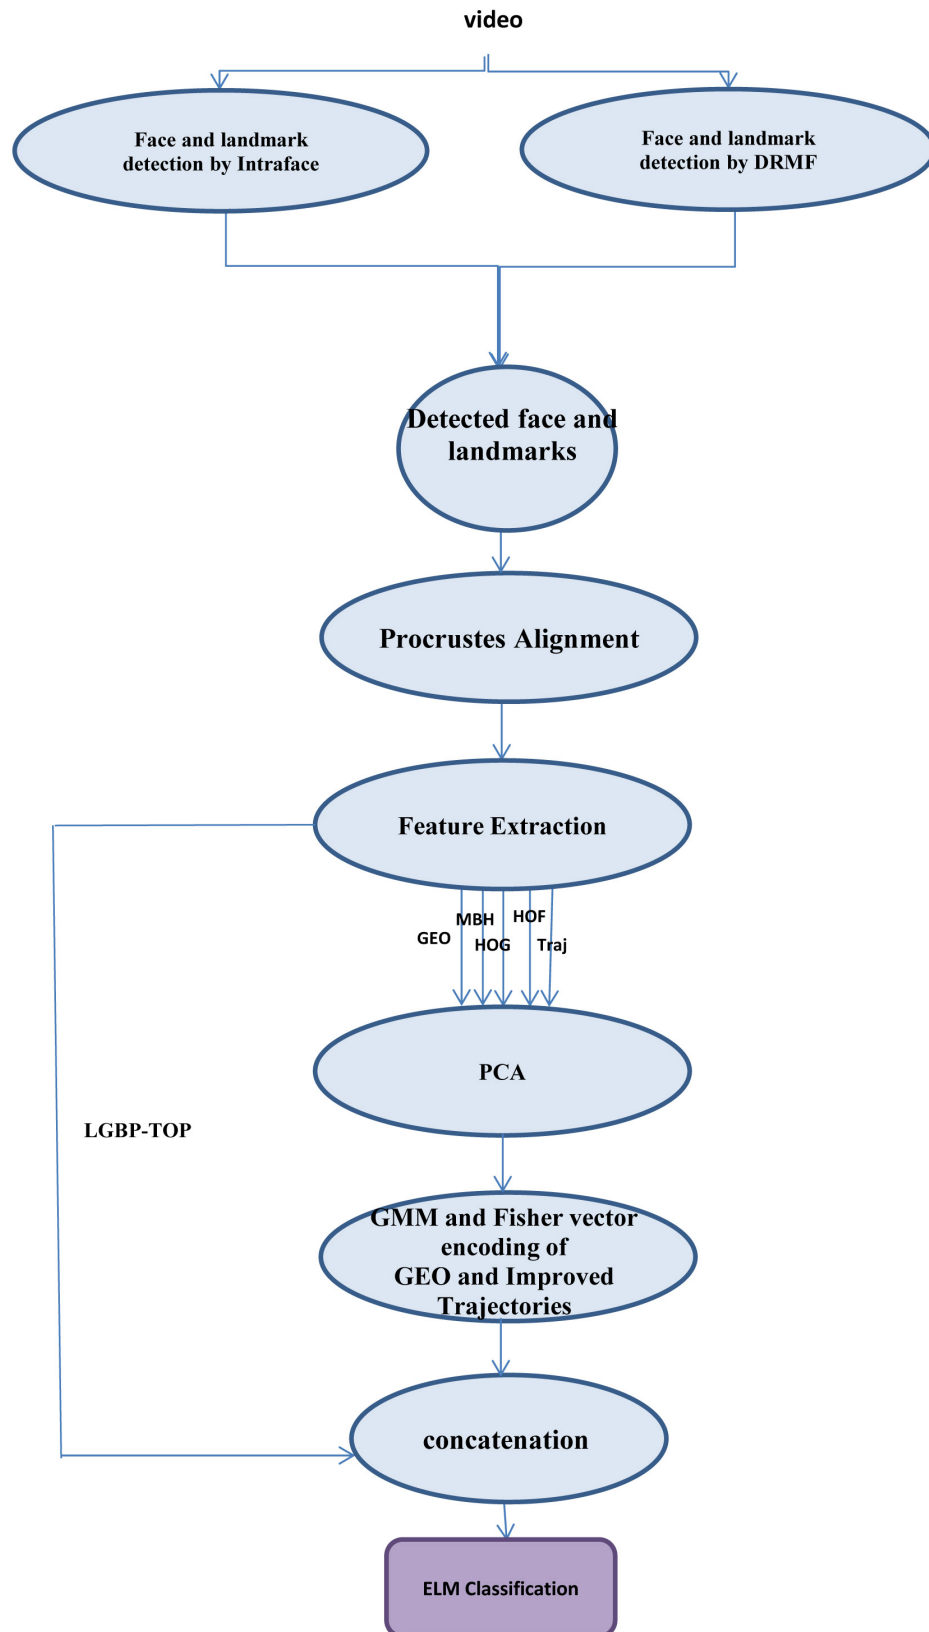 video
Face and landmark
detection by Intraface
Face and landmark
detection by DRMF
Detected face and
landmarks
Procrustes Alignment
Feature Extraction
GEO
MBH
HOG
HOF
Traj
PCA
LGBP-TOP
GMM and Fisher vector
encoding of
GEO and Improved
Trajectories
concatenation
ELM Classification